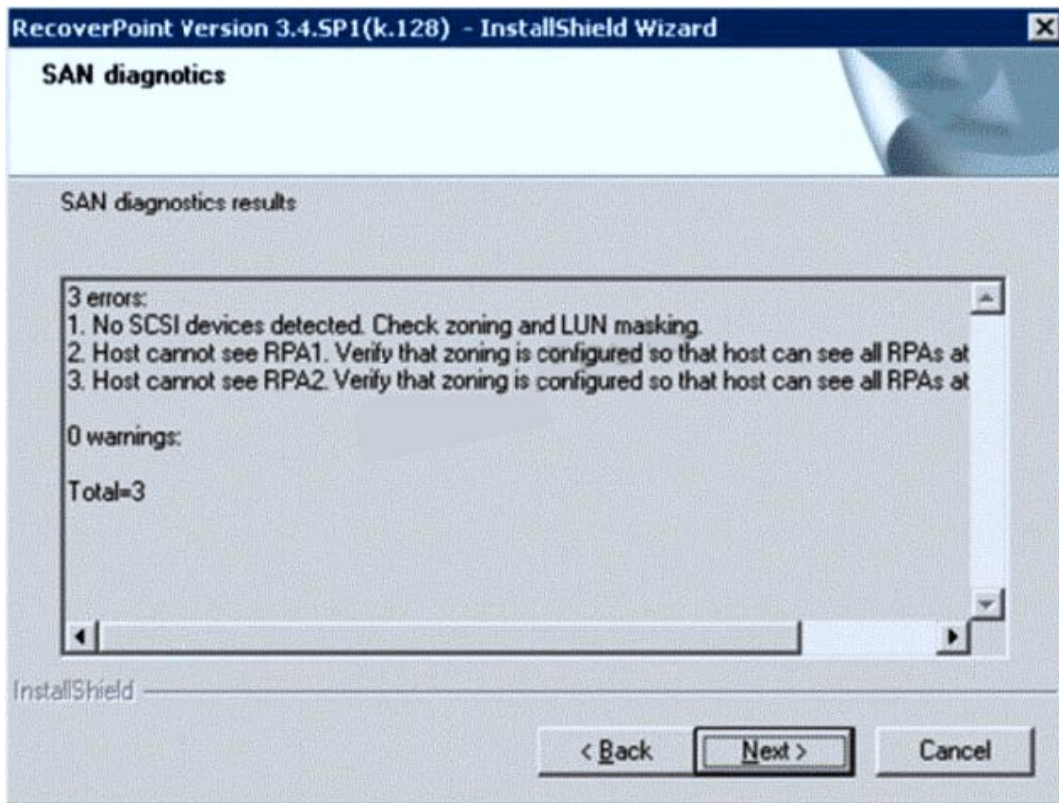 RecoverPoint Version 3.4.SP1(k.128) - InstallShield Wizard
SAN diagnotics
SAN diagnostics results
3 errors:
1. No SCSI devices detected. Check zoning and LUN masking.
2. Host cannot see RPA1. Verify that zoning is configured so that host can see all RPAs at
3. Host cannot see RPA2. Verify that zoning is configured so that host can see all RPAs at
0 warnings:
Total=3
InstallShield
< Back Next > Cancel